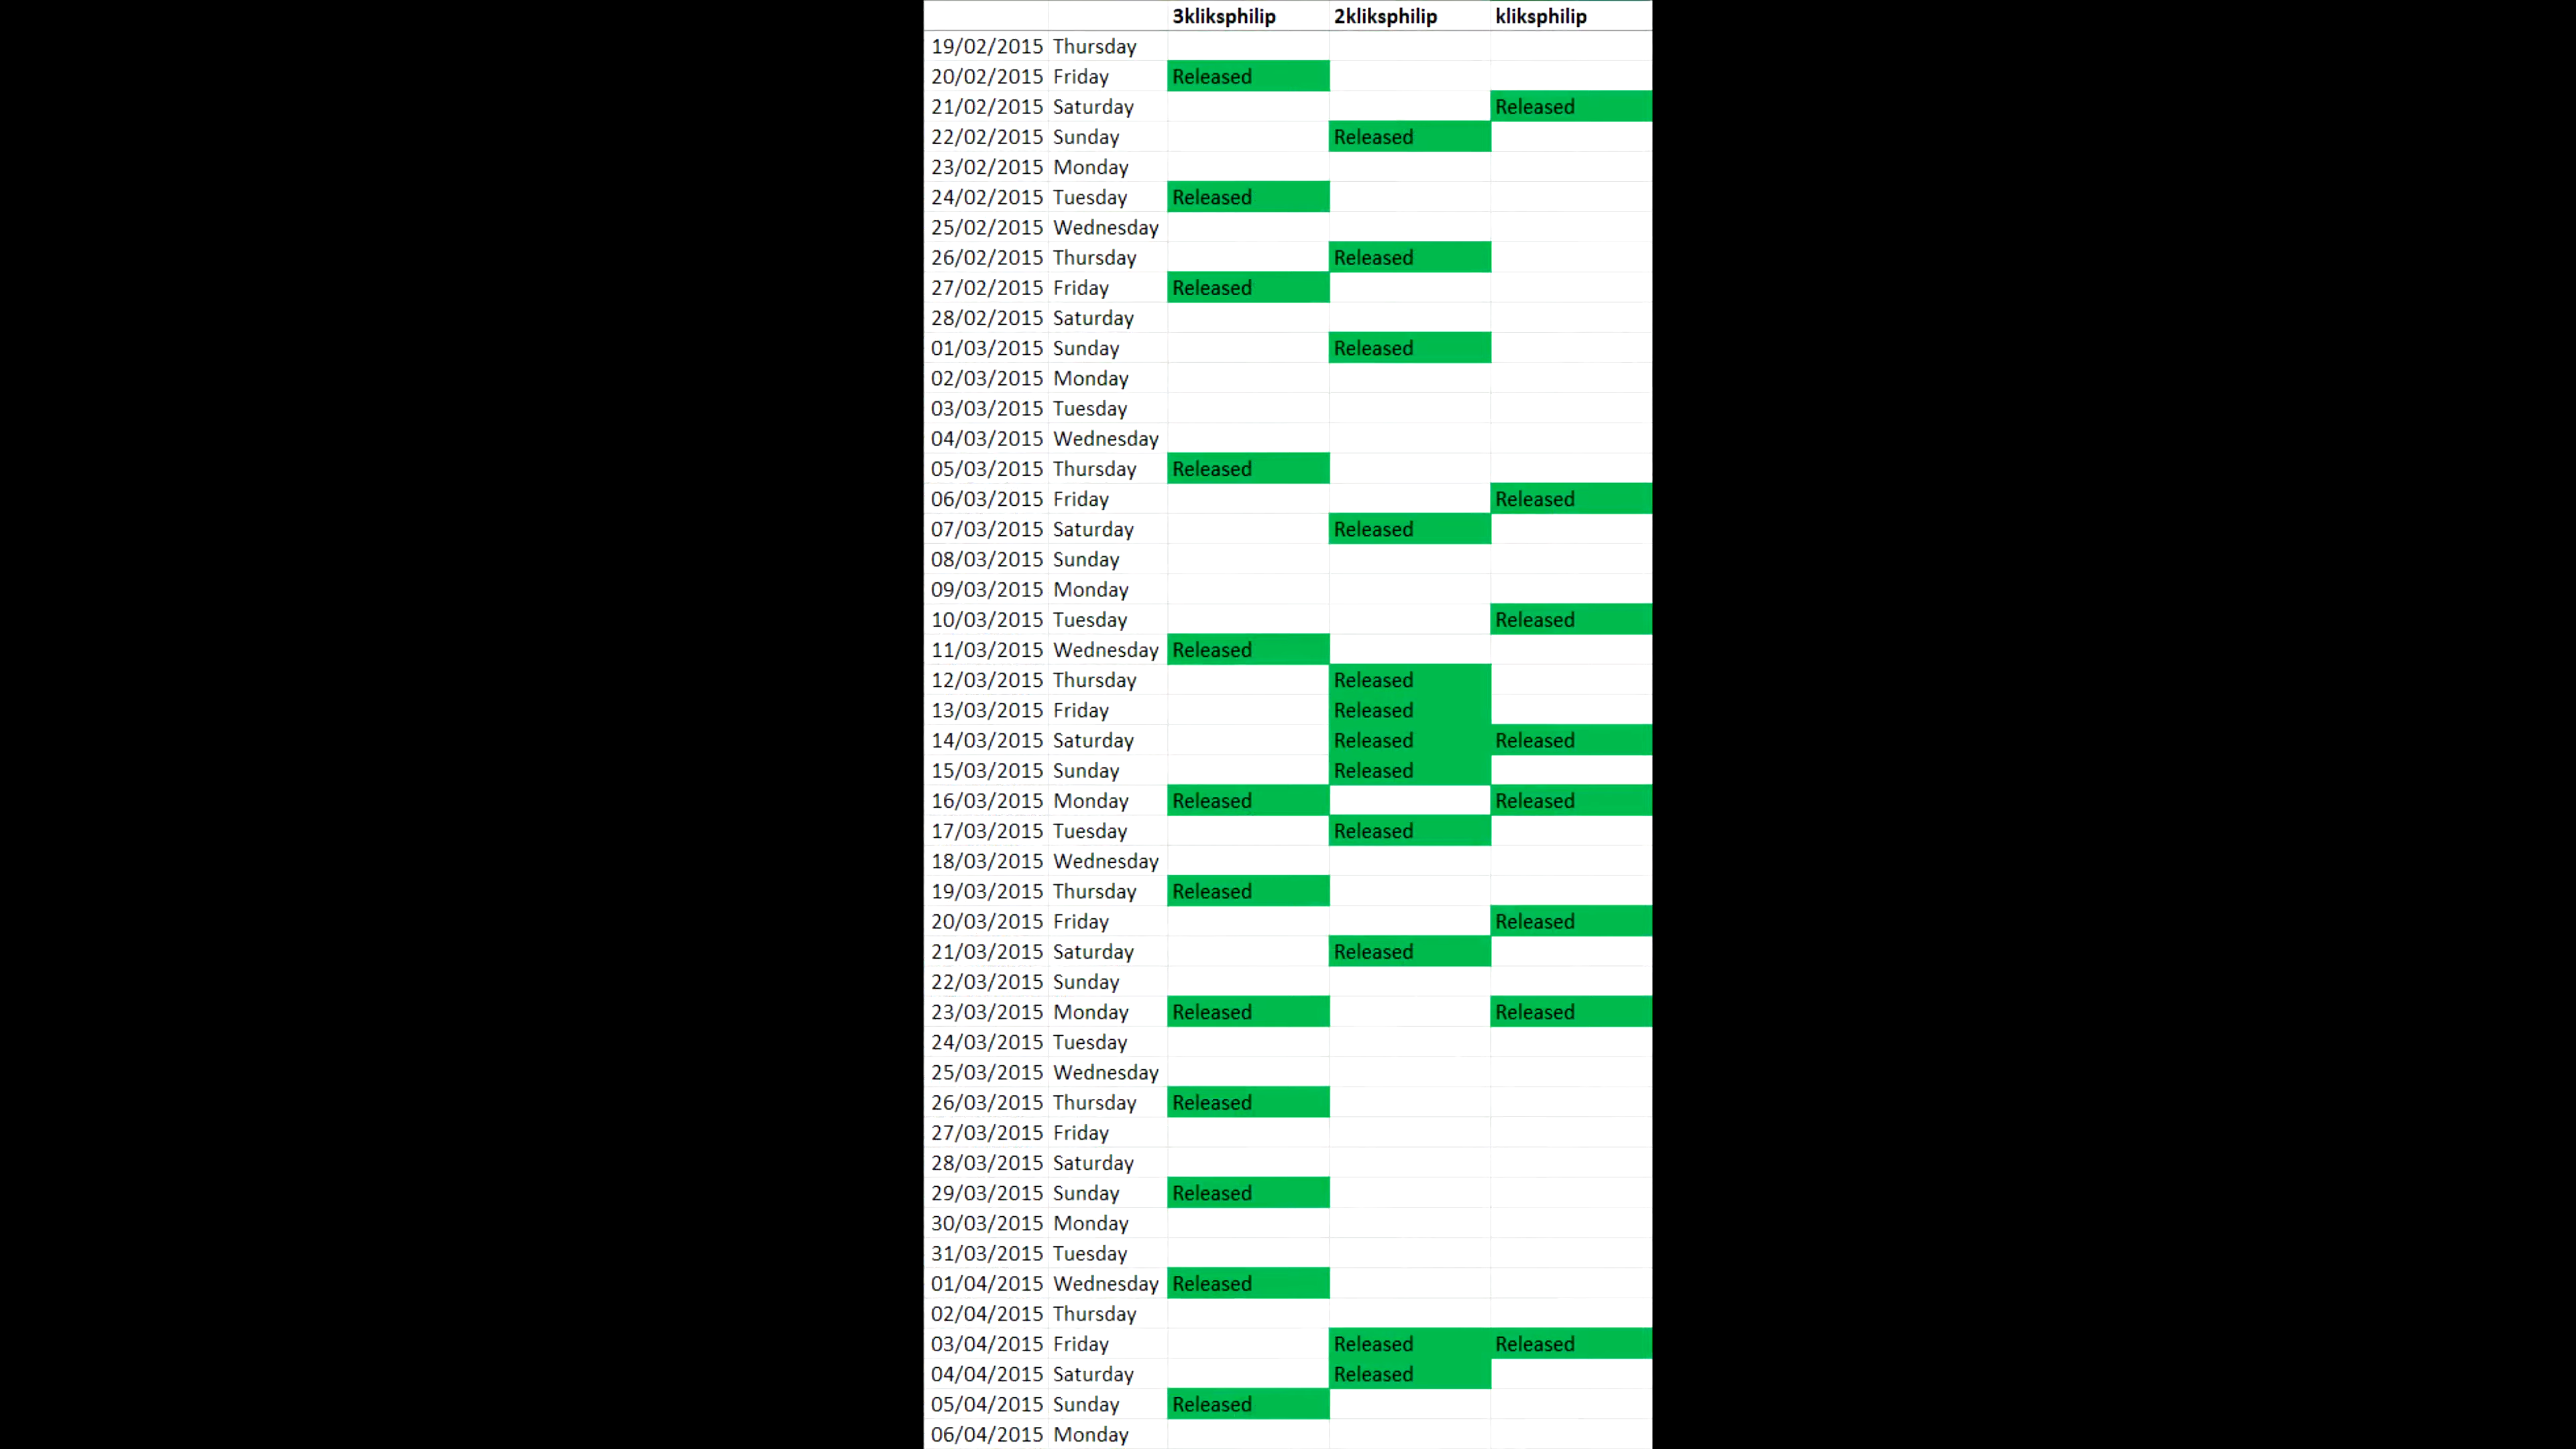 3kliksphilip 2kliksphilip kliksphilip
19/02/2015 Thursday
20/02/2015 Friday Released
21/02/2015 Saturday Released
22/02/2015 Sunday Released
23/02/2015 Monday
24/02/2015 Tuesday Released
25/02/2015 Wednesday
26/02/2015 Thursday Released
27/02/2015 Friday Released
28/02/2015 Saturday
01/03/2015 Sunday Released
02/03/2015 Monday
03/03/2015 Tuesday
04/03/2015 Wednesday
05/03/2015 Thursday Released
06/03/2015 Friday Released
07/03/2015 Saturday Released
08/03/2015 Sunday
09/03/2015 Monday
10/03/2015 Tuesday Released
11/03/2015 Wednesday Released
12/03/2015 Thursday Released
13/03/2015 Friday Released
14/03/2015 Saturday Released Released
15/03/2015 Sunday Released
16/03/2015 Monday Released Released
17/03/2015 Tuesday Released
18/03/2015 Wednesday
19/03/2015 Thursday Released
20/03/2015 Friday Released
21/03/2015 Saturday Released
22/03/2015 Sunday
23/03/2015 Monday Released Released
24/03/2015 Tuesday
25/03/2015 Wednesday
26/03/2015 Thursday Released
27/03/2015 Friday
28/03/2015 Saturday
29/03/2015 Sunday Released
30/03/2015 Monday
31/03/2015 Tuesday
01/04/2015 Wednesday Released
02/04/2015 Thursday
03/04/2015 Friday Released Released
04/04/2015 Saturday Released
05/04/2015 Sunday Released
06/04/2015 Monday